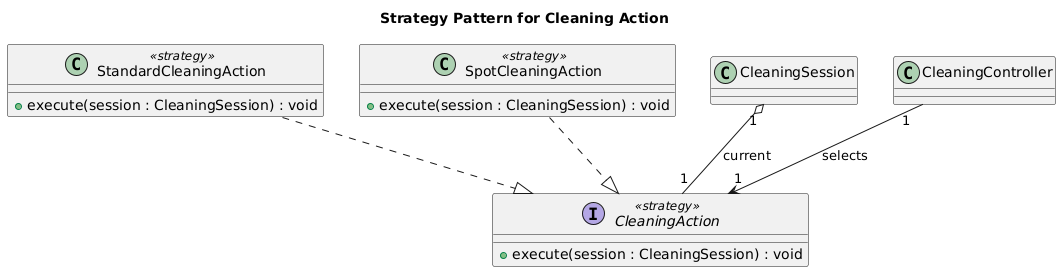 Strategy Pattern for Cleaning Action
C
«strategy»
StandardCleaningAction
execute(session : CleaningSession) : void
C
«strategy»
SpotCleaningAction
execute(session : CleaningSession) : void
C CleaningSession
C CleaningController
1
1
current
selects
1
1
I
«strategy»
CleaningAction
execute(session : CleaningSession) : void